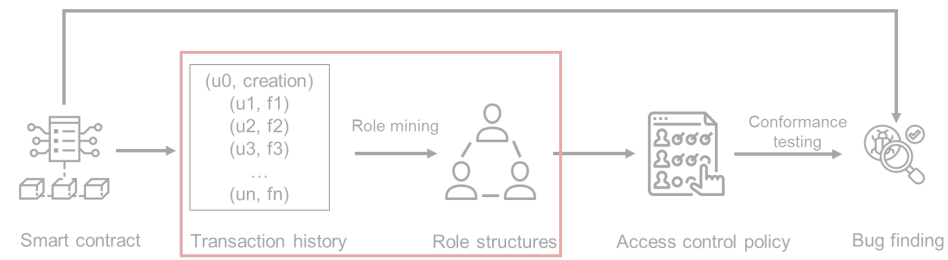 (u0, creation)
(u1, f1)
(u2, f2)
(u3, f3)
...
(un, fn)
Role mining
Conformance
testing
Smart contract
Transaction history
Role structures
Access control policy
Bug finding